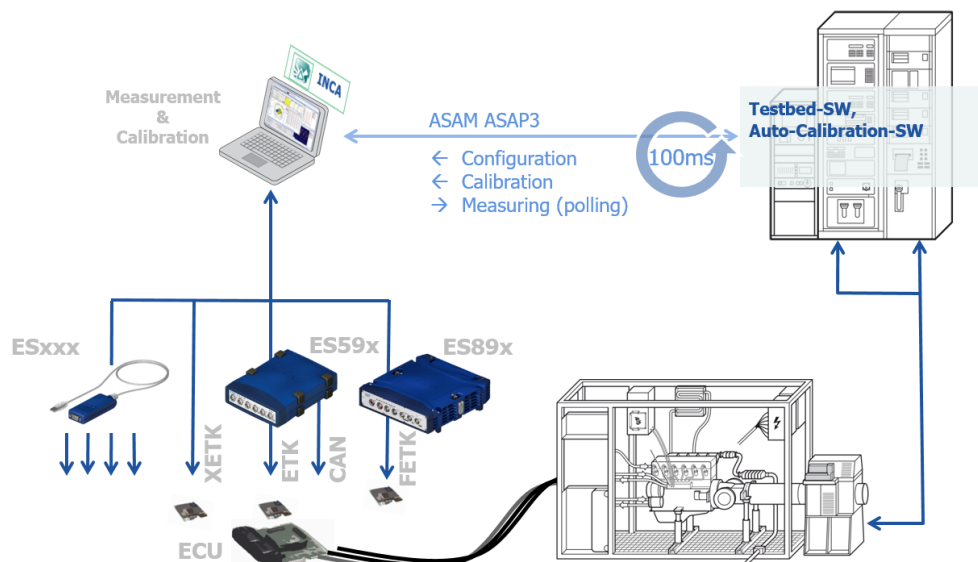 INCA
Measurement
&
Calibration
ASAM ASAP3
← Configuration
← Calibration
→ Measuring (polling)
100ms
Testbed-SW,
Auto-Calibration-SW
ESxxx
ES59x
ES89x
XETK
ETK
CAN
FETK
ECU